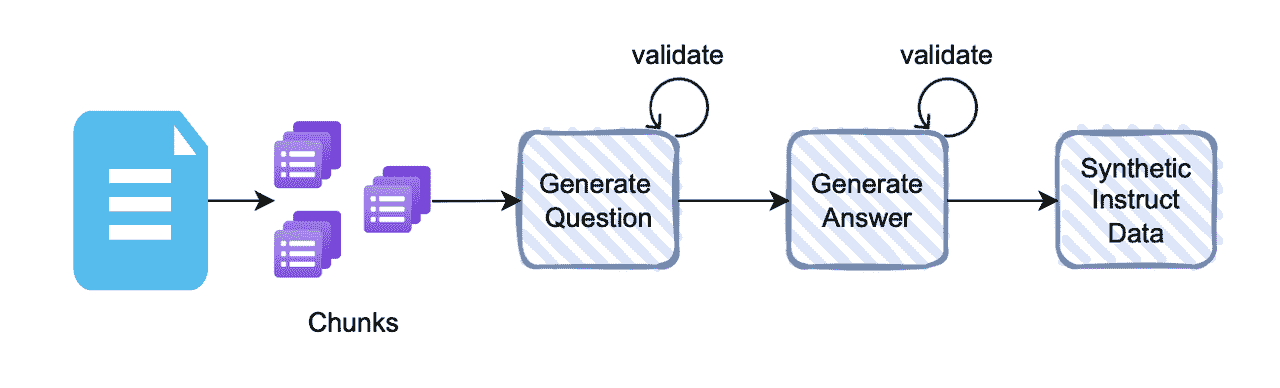 validate
validate
Generate
Question
Generate
Answer
Synthetic
Instruct
Data
Chunks